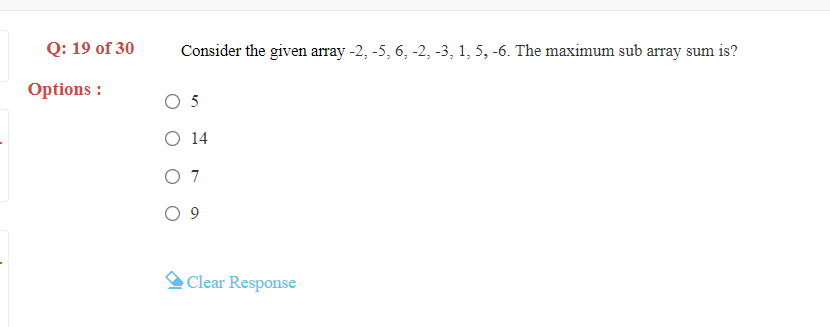 Q: 19 of 30 Consider the given array -2, -5, 6, -2, -3, 1, 5, -6. The maximum sub array sum is?
Options :
5
14
7
9
Clear Response